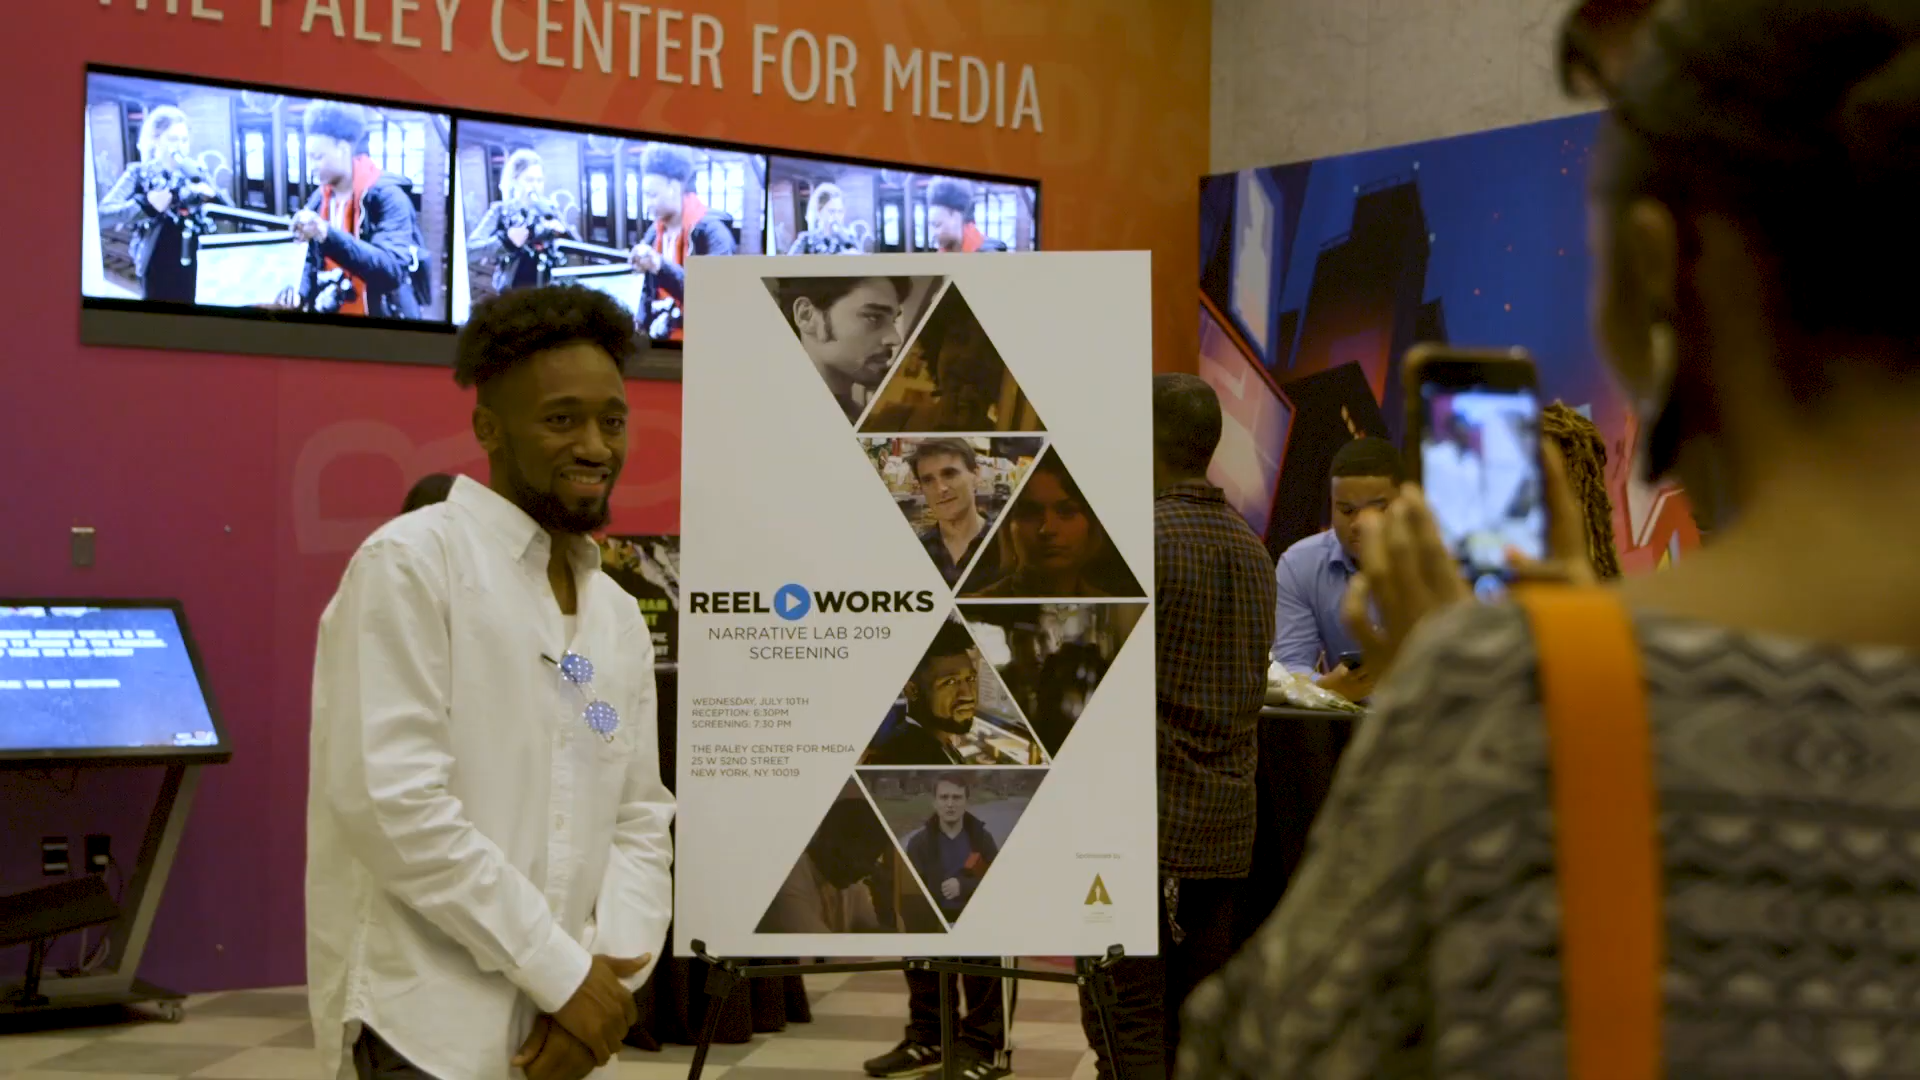 THE PALEY CENTER FOR MEDIA
REEL WORKS
NARRATIVE LAB 2019
SCREENING
WEDNESDAY, JULY 10TH
RECEPTION: 6:30PM
SCREENING: 7:30 PM
THE PALEY CENTER FOR MEDIA
25 W 52ND STREET
NEW YORK, NY 10019